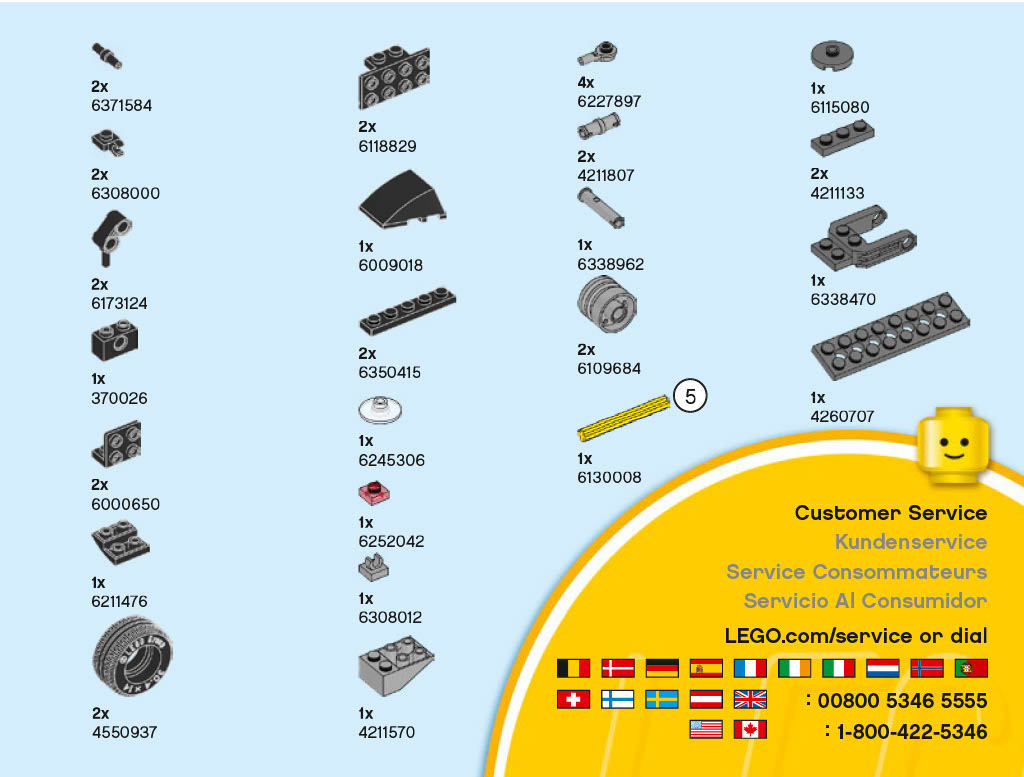 2x
6371584
2x
6308000
2x
6173124
1x
370026
2x
6000650
1x
6211476
2x
4550937
2x
6118829
1x
6009018
2x
6350415
1x
6245306
1x
6252042
1x
6308012
1x
4211570
4x
6227897
2x
4211807
1x
6338962
2x
6109684
5
1x
6130008
1x
6115080
2x
4211133
1x
6338470
1x
4260707
Customer Service
Kundenservice
Service Consommateurs
Servicio Al Consumidor
LEGO.com/service or dial
: 00800 5346 5555
: 1-800-422-5346